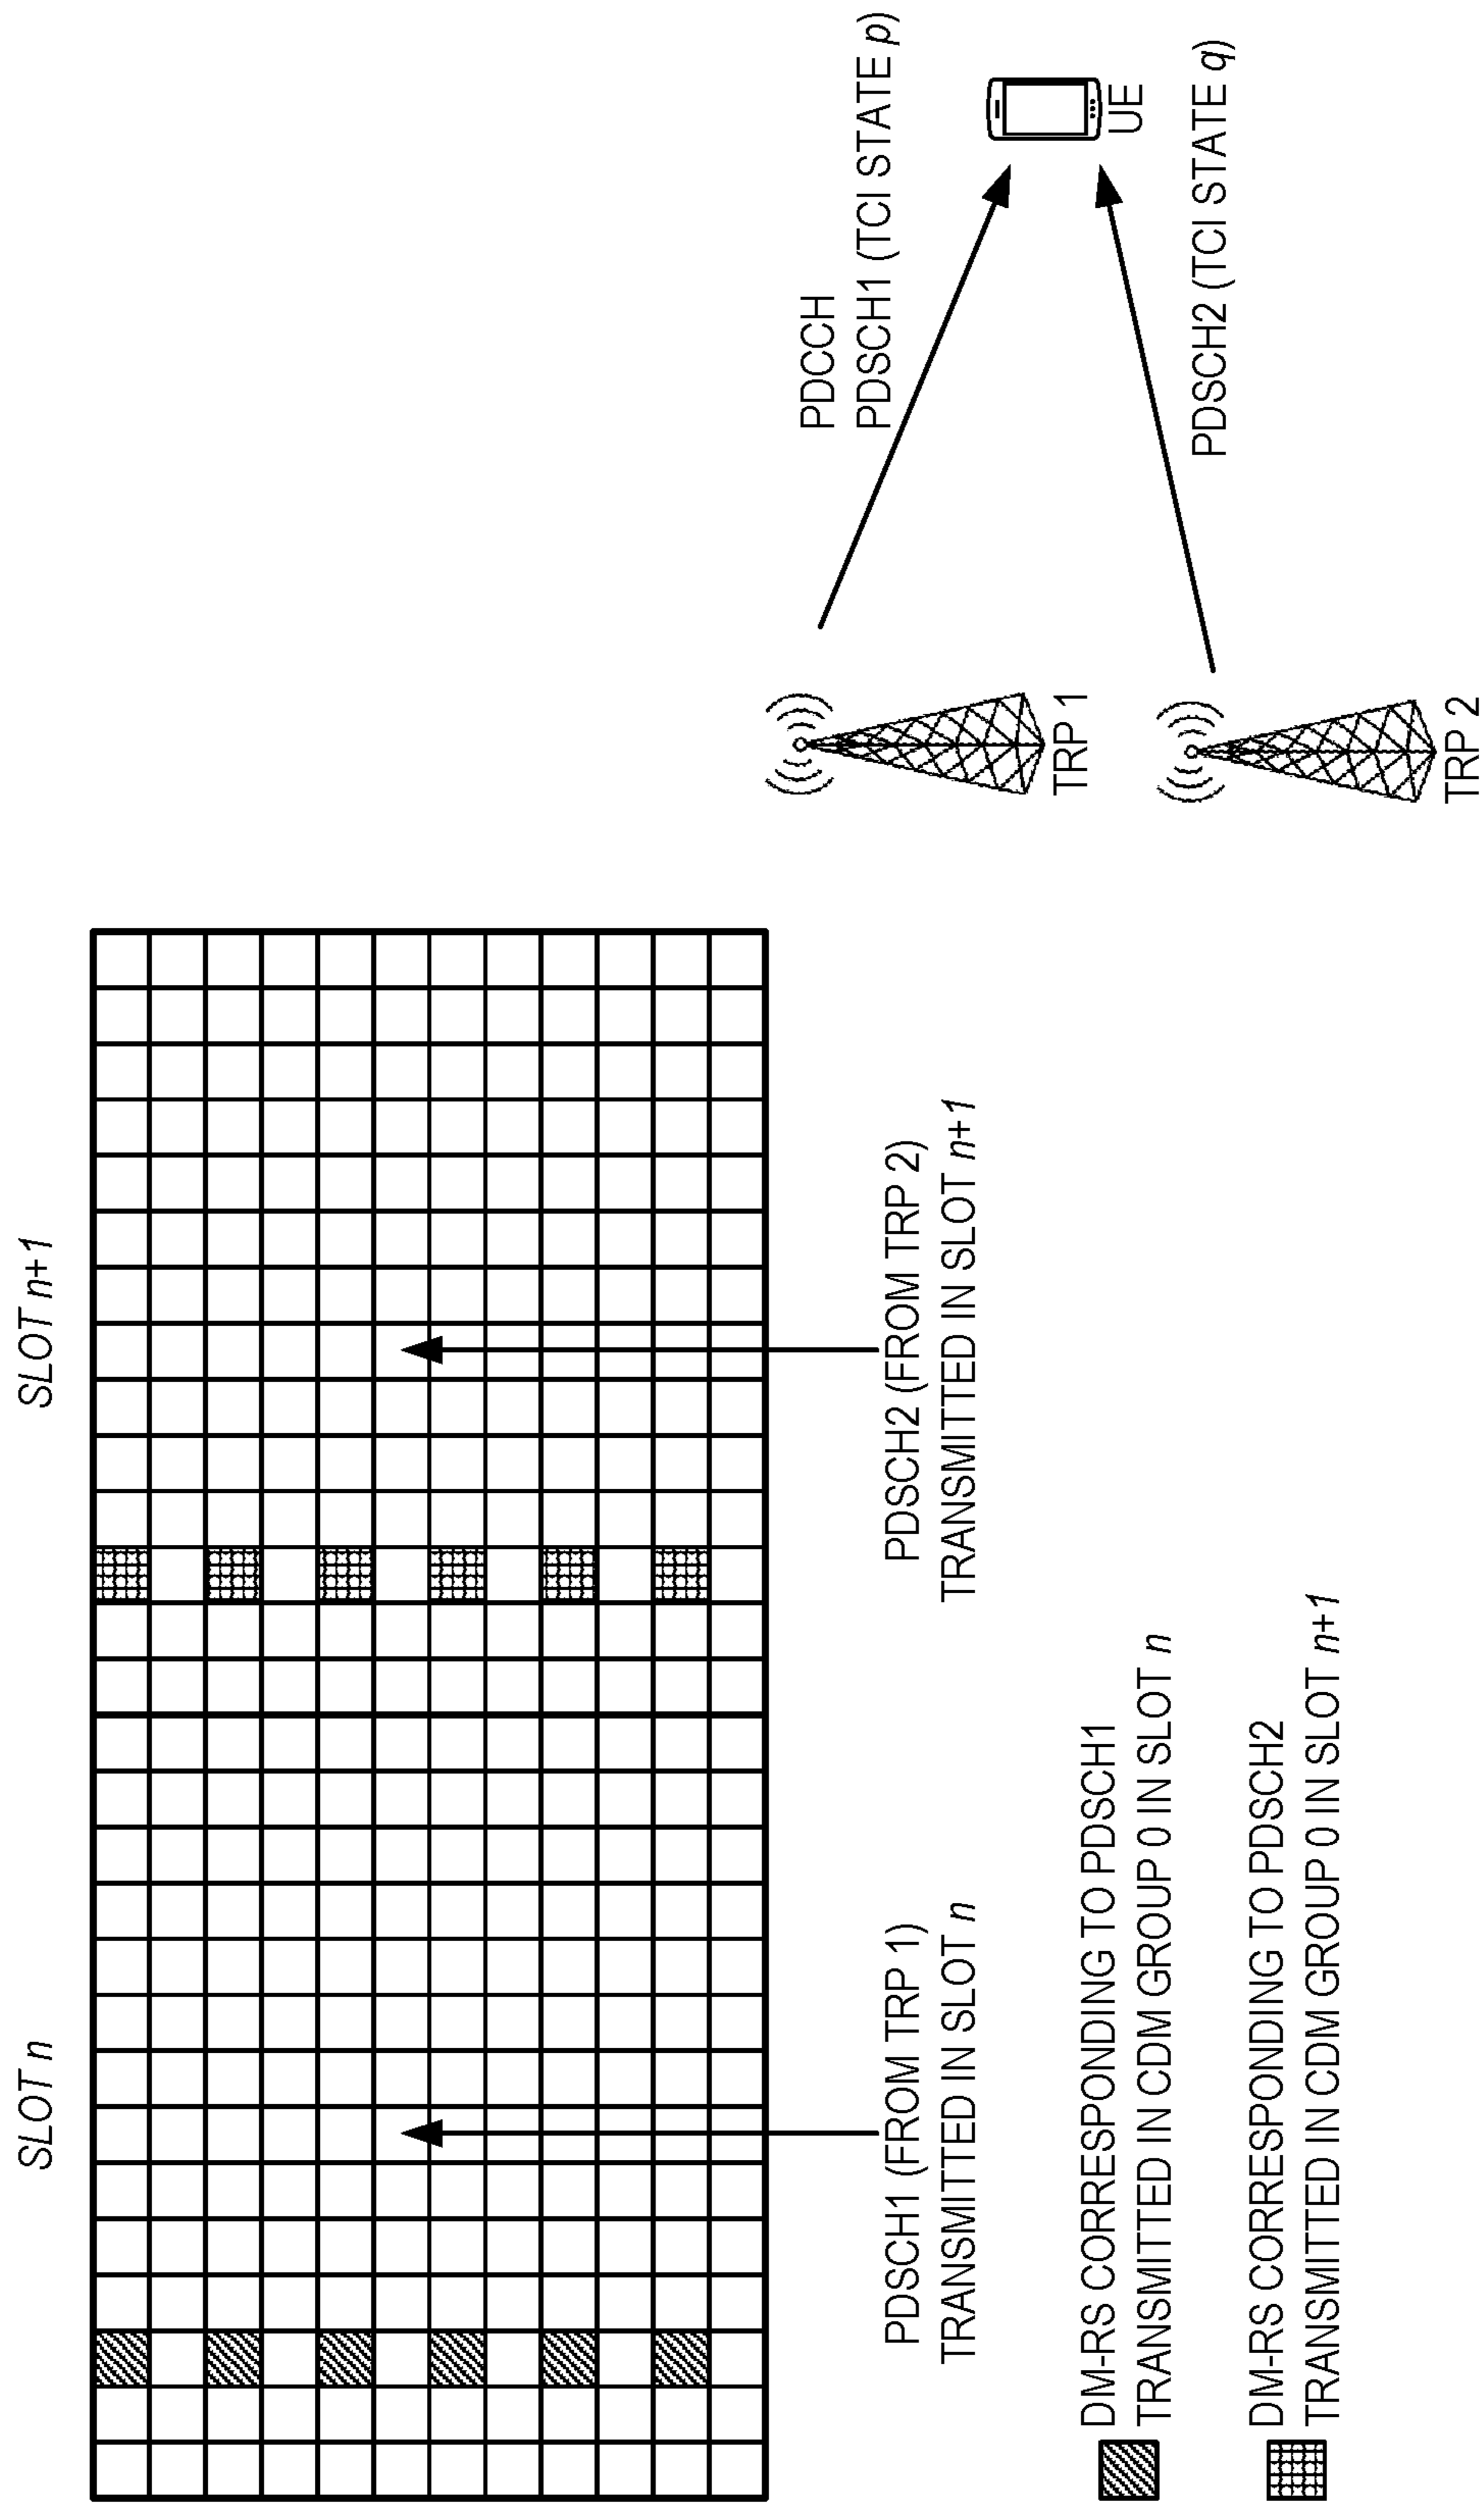 SLOT n
SLOT n+1
PDSCH1 (FROM TRP 1)
TRANSMITTED IN SLOT n
PDSCH2 (FROM TRP 2)
TRANSMITTED IN SLOT n+1
DM-RS CORRESPONDING TO PDSCH1
TRANSMITTED IN CDM GROUP 0 IN SLOT n
DM-RS CORRESPONDING TO PDSCH2
TRANSMITTED IN CDM GROUP 0 IN SLOT n+1
PDCCH
PDSCH1 (TCI STATE p)
TRP 1
UE
PDSCH2 (TCI STATE q)
TRP 2